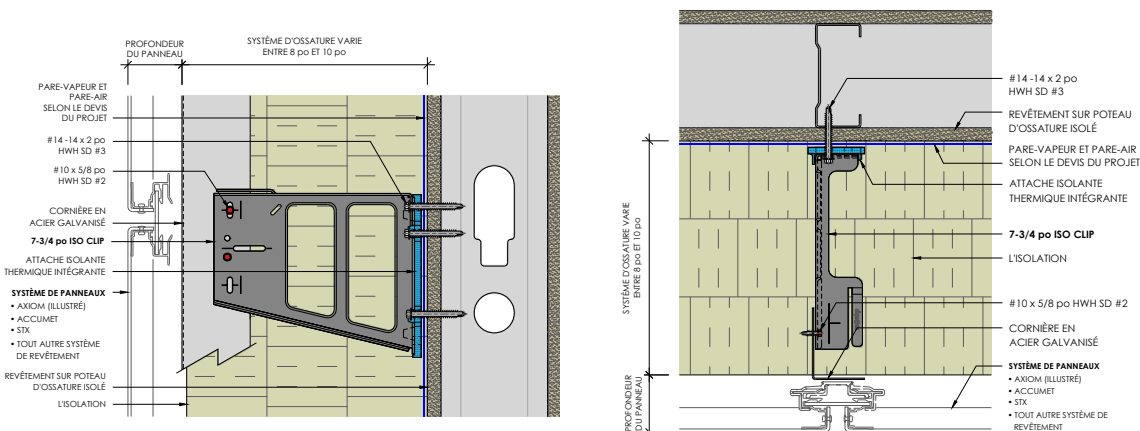 PROFONDEUR
DU PANNEAU
SYSTÈME D'OSSATURE VARIE
ENTRE 8 po ET 10 po
PARE-VAPEUR ET
PARE-AIR
SELON LE DEVIS
DU PROJET
#14 -14 x 2 po
HWH SD #3
#10 x 5/8 po
HWH SD #2
CORNIÈRE EN
ACIER GALVANISÉ
7-3/4 po ISO CLIP
ATTACHE ISOLANTE
THERMIQUE INTÉGRANTE
SYSTÈME DE PANNEAUX
• AXIOM (ILLUSTRÉ)
• ACCUMET
• STX
• TOUT AUTRE SYSTÈME
DE REVÊTEMENT
REVÊTEMENT SUR POTEAU
D'OSSATURE ISOLÉ
L'ISOLATION
SYSTÈME D'OSSATURE VARIE
ENTRE 8 po ET 10 po
PROFONDEUR
DU PANNEAU
#14 -14 x 2 po
HWH SD #3
REVÊTEMENT SUR POTEAU
D'OSSATURE ISOLÉ
PARE-VAPEUR ET PARE-AIR
SELON LE DEVIS DU PROJET
ATTACHE ISOLANTE
THERMIQUE INTÉGRANTE
7-3/4 po ISO CLIP
L'ISOLATION
#10 x 5/8 po HWH SD #2
CORNIÈRE EN
ACIER GALVANISÉ
SYSTÈME DE PANNEAUX
• AXIOM (ILLUSTRÉ)
• ACCUMET
• STX
• TOUT AUTRE SYSTÈME DE
REVÊTEMENT